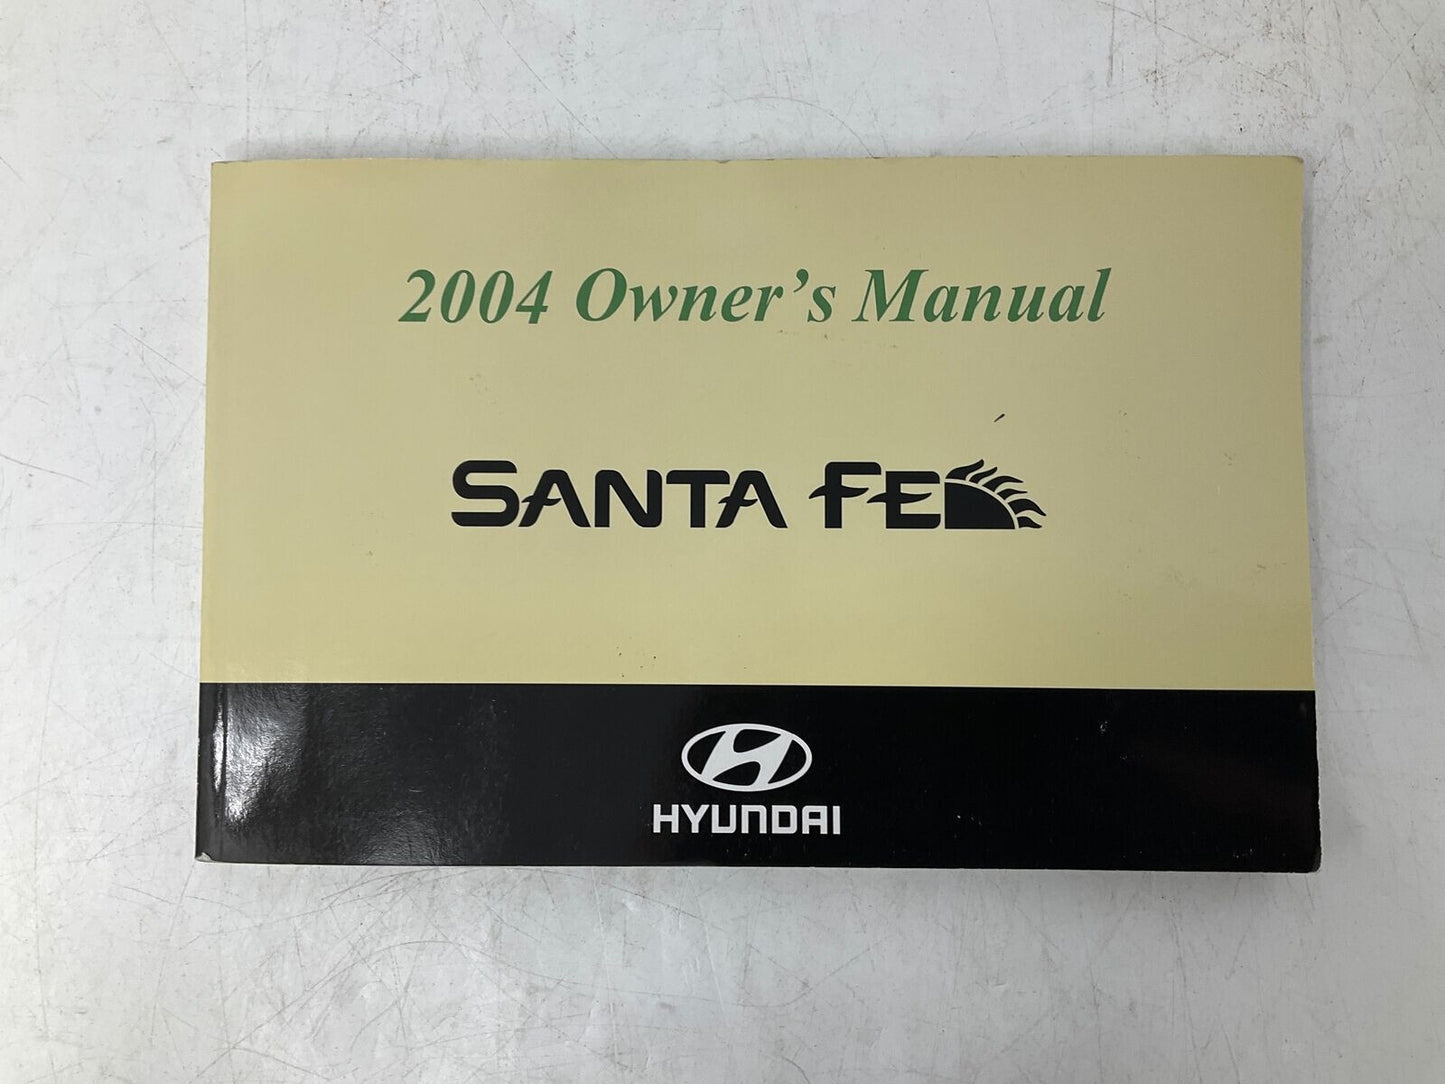 2004 Owner’s Manual
SANTA FE
HYUNDAI